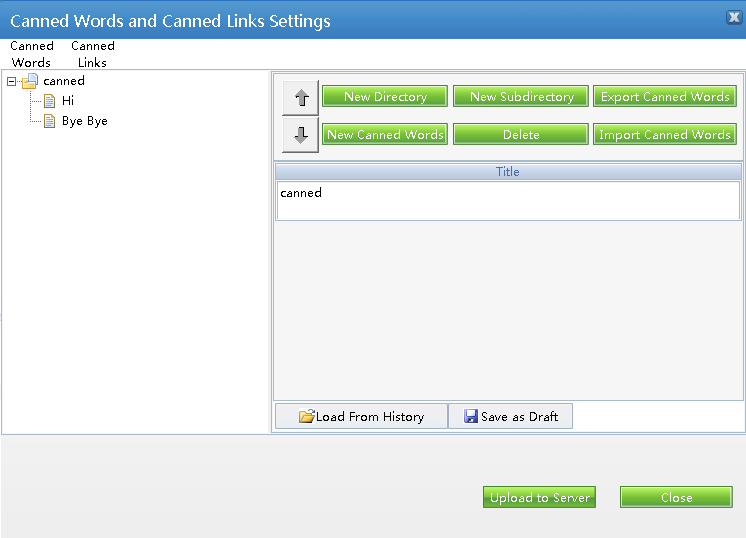 Canned Words and Canned Links Settings
Canned Words
Canned Links
canned
Hi
Bye Bye
New Directory
New Subdirectory
Export Canned Words
New Canned Words
Delete
Import Canned Words
Title
canned
Load From History
Save as Draft
Upload to Server
Close